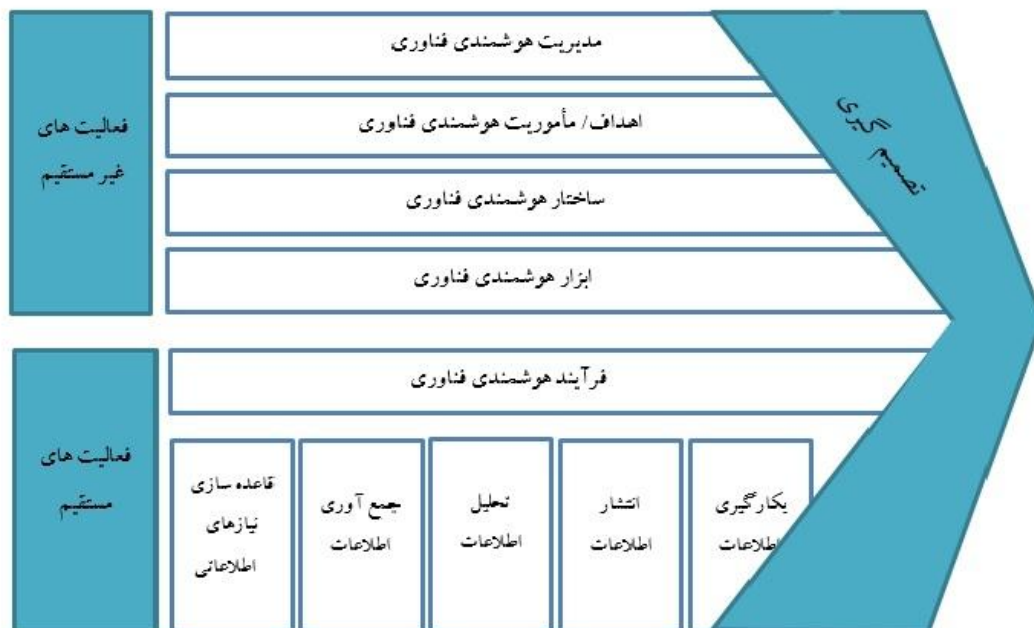 فعالیت های
غیر مستقیم
مدیریت هوشمندی فناوری
اهداف/ مأموریت هوشمندی فناوری
ساختار هوشمندی فناوری
ابزار هوشمندی فناوری
تصمیم گیری
فعالیت های
مستقیم
فرآیند هوشمندی فناوری
قاعده سازی
نیازهای
اطلاعاتی
جمع آوری
اطلاعات
تحلیل
اطلاعات
انتشار
اطلاعات
یکارگیری
اطلاعات